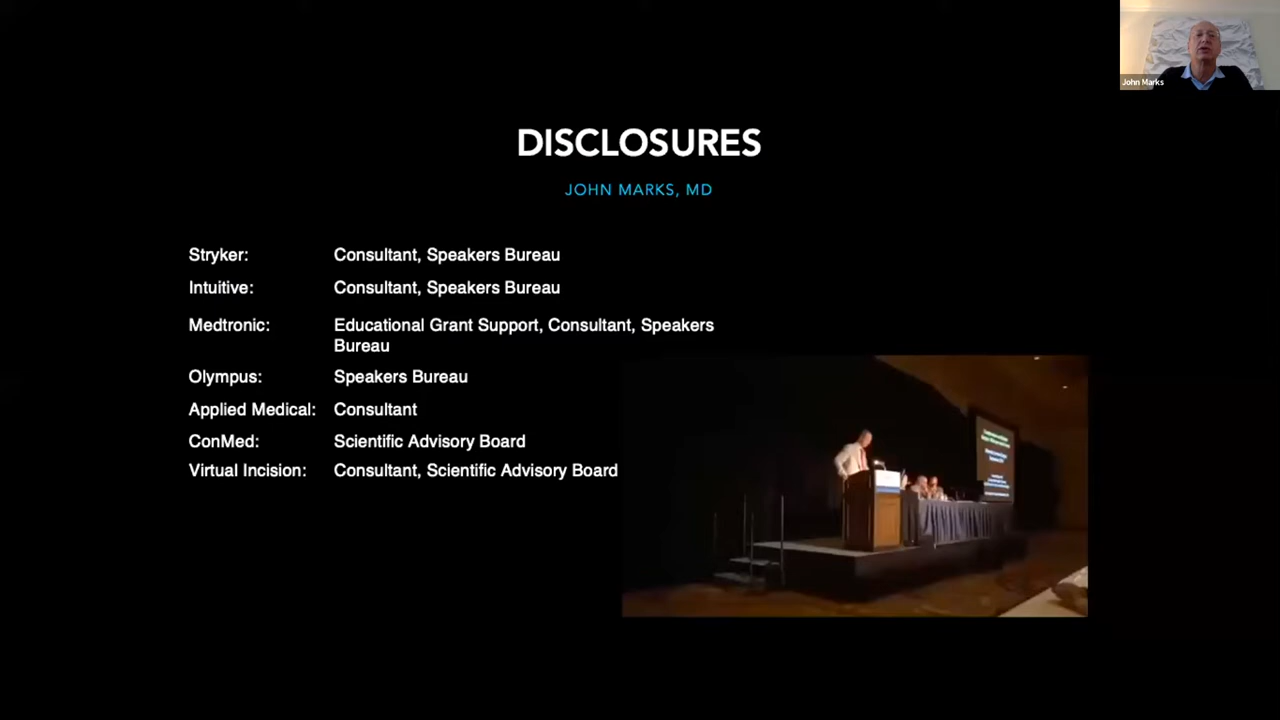 John Marks
DISCLOSURES
JOHN MARKS, MD
Stryker: Consultant, Speakers Bureau
Intuitive: Consultant, Speakers Bureau
Medtronic: Educational Grant Support, Consultant, Speakers
Bureau
Olympus: Speakers Bureau
Applied Medical: Consultant
ConMed: Scientific Advisory Board
Virtual Incision: Consultant, Scientific Advisory Board